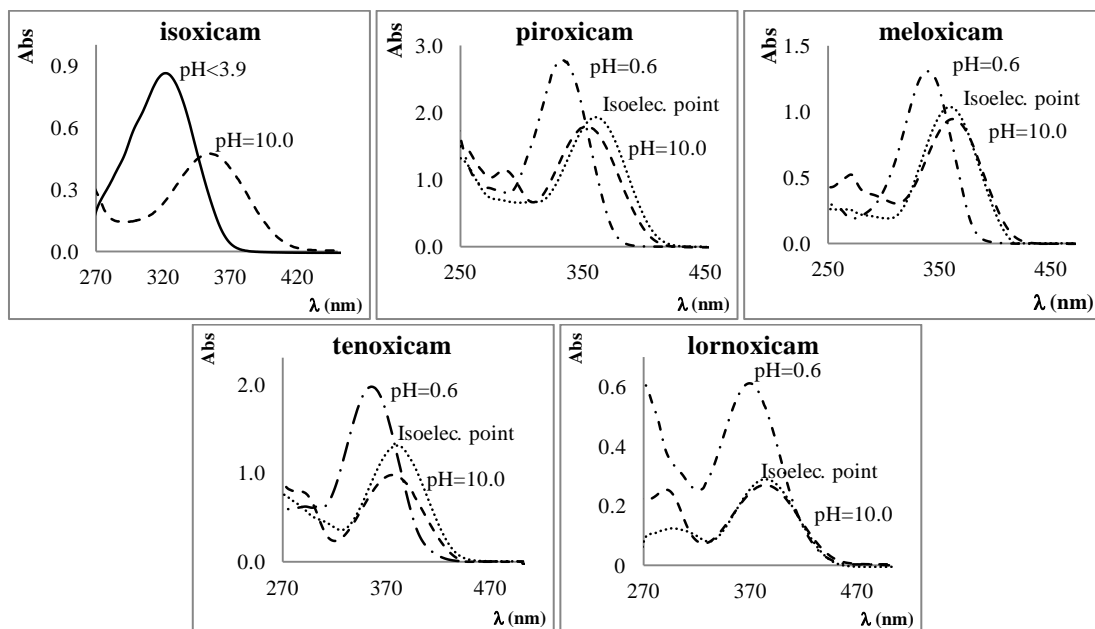 isoxicam
Abs
0.9
0.6
0.3
0.0
pH<3.9
pH=10.0
270 320 370 420
λ (nm)
piroxicam
Abs
3.0
2.0
1.0
0.0
pH=0.6
Isoelec. point
pH=10.0
250 350 450
λ (nm)
meloxicam
Abs
1.5
1.0
0.5
0.0
pH=0.6
Isoelec. point
pH=10.0
250 350 450
λ (nm)
tenoxicam
Abs
2.0
1.0
0.0
pH=0.6
Isoelec. point
pH=10.0
270 370 470
λ (nm)
lornoxicam
Abs
0.6
0.4
0.2
0
pH=0.6
Isoelec. point
pH=10.0
270 370 470
λ (nm)